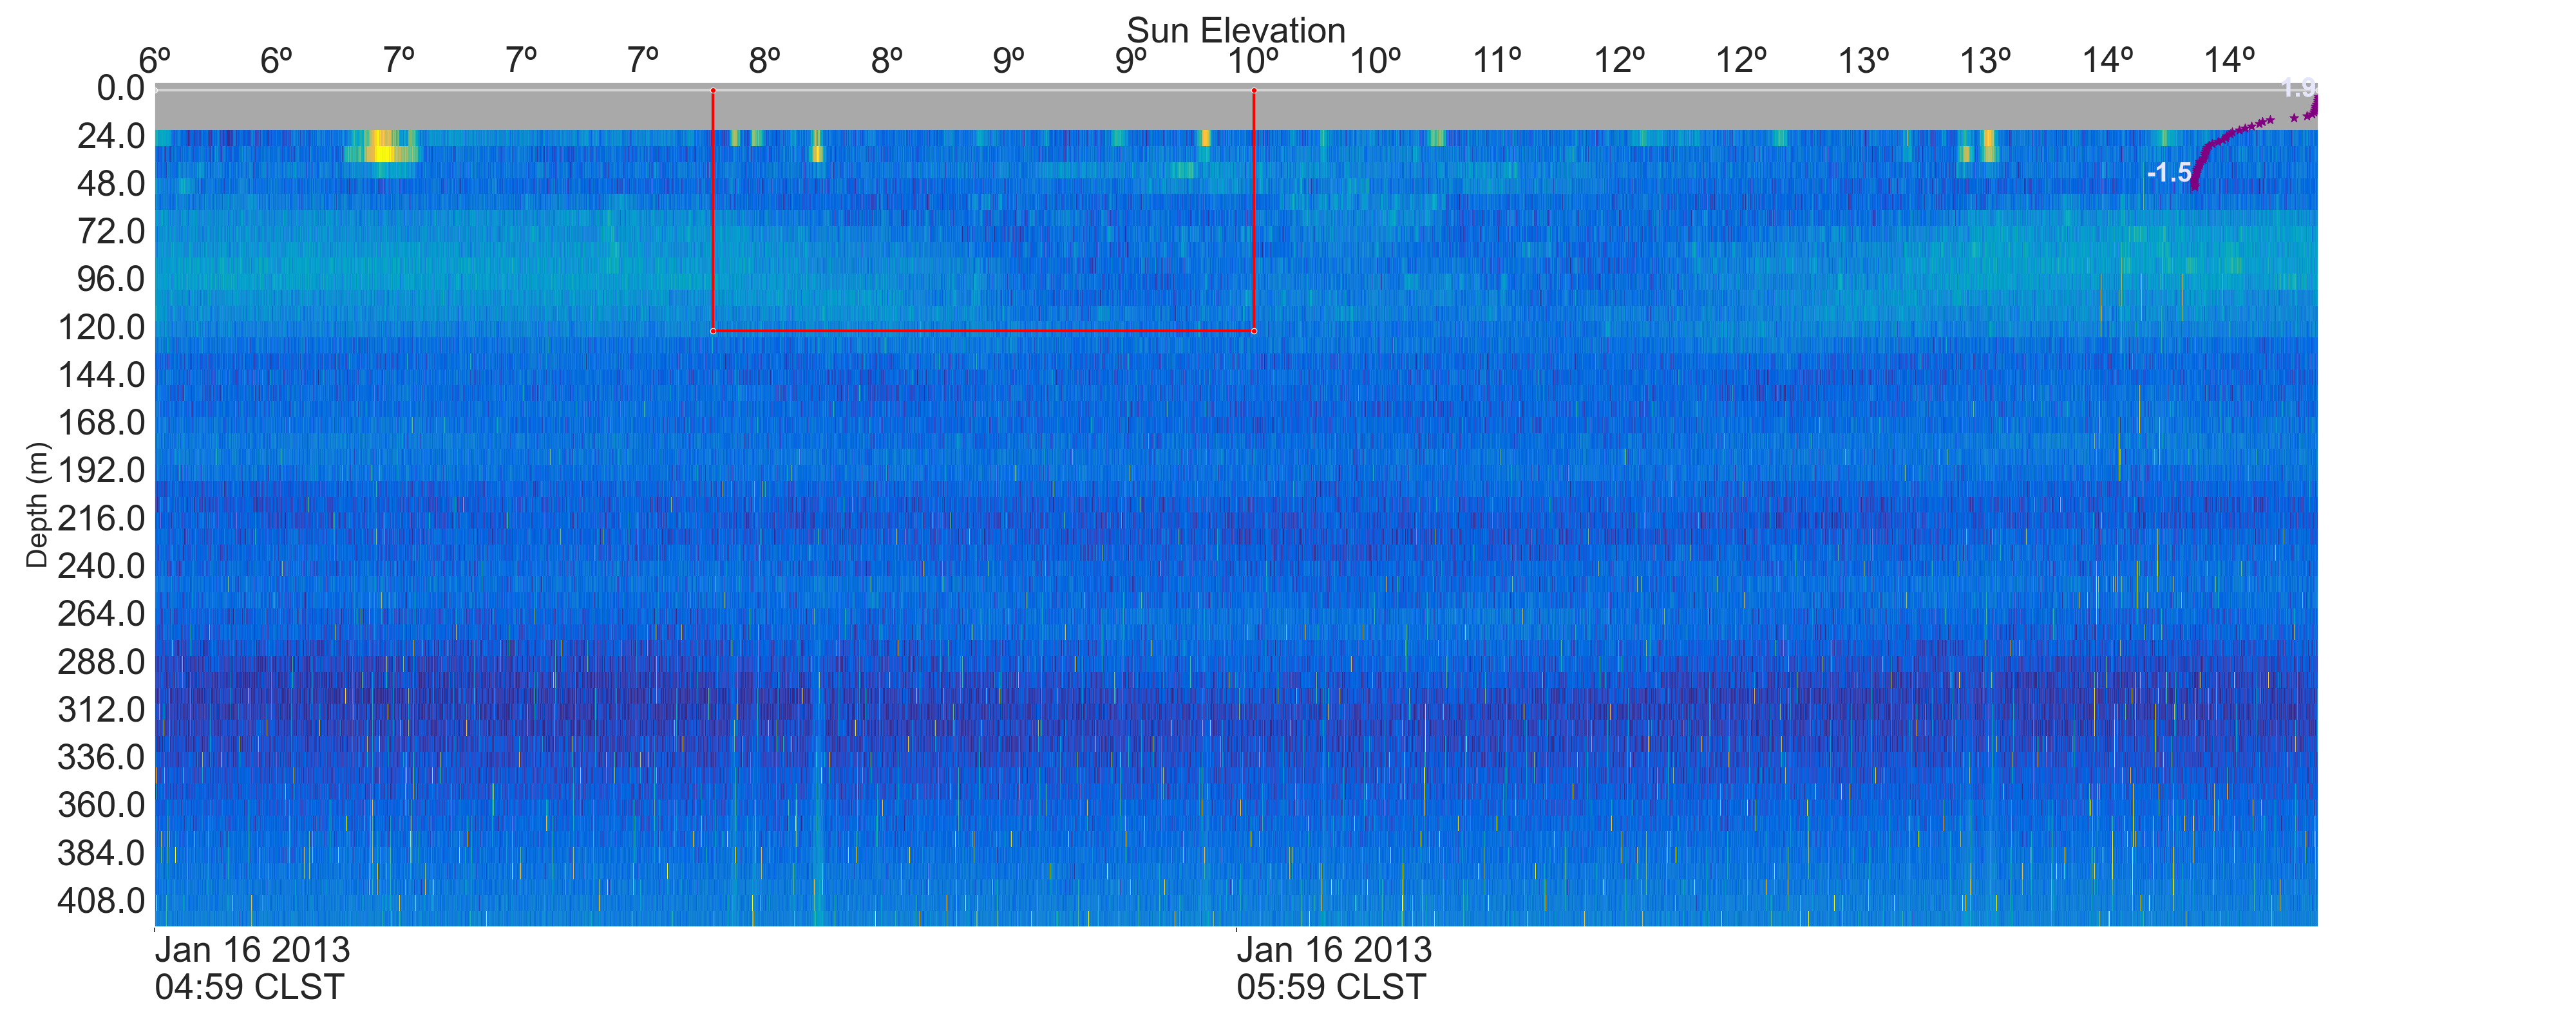 Sun Elevation
6º 6º 7º 7º 7º 8º 8º 9º 9º 10º 10º 11º 12º 12º 13º 13º 14º 14º
0.0
24.0
48.0
72.0
96.0
120.0
144.0
168.0
192.0
216.0
240.0
264.0
288.0
312.0
336.0
360.0
384.0
408.0
Depth (m)
1.9
-1.5
Jan 16 2013
04:59 CLST
Jan 16 2013
05:59 CLST